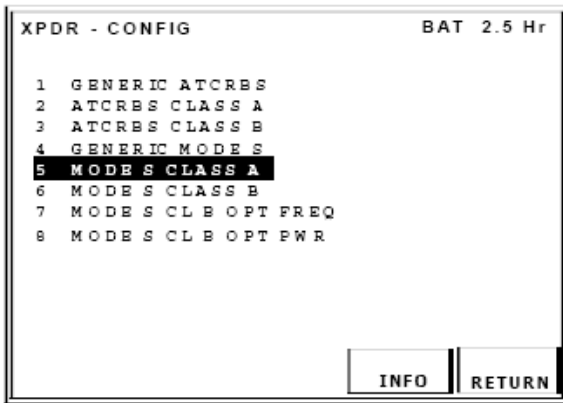 XPDR - CONFIG BAT 2.5 Hr
1 GENERIC ATCRBS
2 ATCRBS CLASS A
3 ATCRBS CLASS B
4 GENERIC MODE S
5 MODE S CLASS A
6 MODE S CLASS B
7 MODE S CL B OPT FREQ
8 MODE S CL B OPT PWR
INFO RETURN